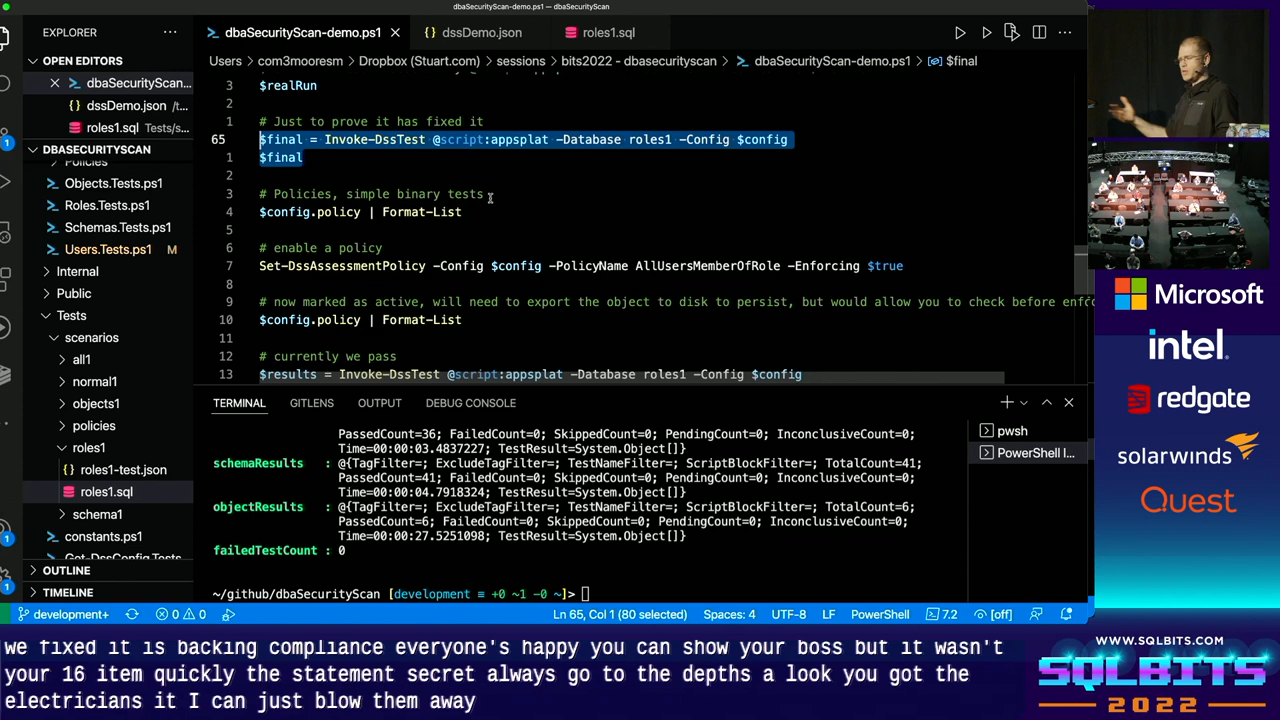 dbaSecurityScan-demo.ps1 — dbaSecurityScan
EXPLORER
dbaSecurityScan-demo.ps1
dssDemo.json
roles1.sql
OPEN EDITORS
dbaSecurityScan...
dssDemo.json /t...
roles1.sql Tests/s...
DBASECURITYSCAN
Policies
Objects.Tests.ps1
Roles.Tests.ps1
Schemas.Tests.ps1
Users.Tests.ps1 M
Internal
Public
Tests
scenarios
all1
normal1
objects1
policies
roles1
roles1-test.json
roles1.sql
schema1
constants.ps1
Get-DssConfig.Tests
OUTLINE
TIMELINE
Users > com3mooresm > Dropbox (Stuart.com) > sessions > bits2022 - dbasecurityscan > dbaSecurityScan-demo.ps1 > $final
3 $realRun
2
1 # Just to prove it has fixed it
65 $final = Invoke-DssTest @script:appsplat -Database roles1 -Config $config
1 $final
2
3 # Policies, simple binary tests
4 $config.policy | Format-List
5
6 # enable a policy
7 Set-DssAssessmentPolicy -Config $config -PolicyName AllUsersMemberOfRole -Enforcing $true
8
9 # now marked as active, will need to export the object to disk to persist, but would allow you to check before enfo
10 $config.policy | Format-List
11
12 # currently we pass
13 $results = Invoke-DssTest @script:appsplat -Database roles1 -Config $config
TERMINAL GITLENS OUTPUT DEBUG CONSOLE
PassedCount=36; FailedCount=0; SkippedCount=0; PendingCount=0; InconclusiveCount=0;
Time=00:00:03.4837227; TestResult=System.Object[]}
schemaResults : @{TagFilter=; ExcludeTagFilter=; TestNameFilter=; ScriptBlockFilter=; TotalCount=41;
PassedCount=41; FailedCount=0; SkippedCount=0; PendingCount=0; InconclusiveCount=0;
Time=00:00:04.7918324; TestResult=System.Object[]}
objectResults : @{TagFilter=; ExcludeTagFilter=; TestNameFilter=; ScriptBlockFilter=; TotalCount=6;
PassedCount=6; FailedCount=0; SkippedCount=0; PendingCount=0; InconclusiveCount=0;
Time=00:00:27.5251098; TestResult=System.Object[]}
failedTestCount : 0
~/github/dbaSecurityScan [development ≡ +0 ~1 -0 ~]>
pwsh
PowerShell I...
development+ 0 0
Ln 65, Col 1 (80 selected) Spaces: 4 UTF-8 LF PowerShell 7.2 [off]
Microsoft
intel.
redgate
solarwinds
Quest
we fixed it is backing compliance everyone's happy you can show your boss but it wasn't
your 16 item quickly the statement secret always go to the depths a look you got the
electricians it I can just blow them away
WWW.SQLBITS.COM
SQLBITS
2022